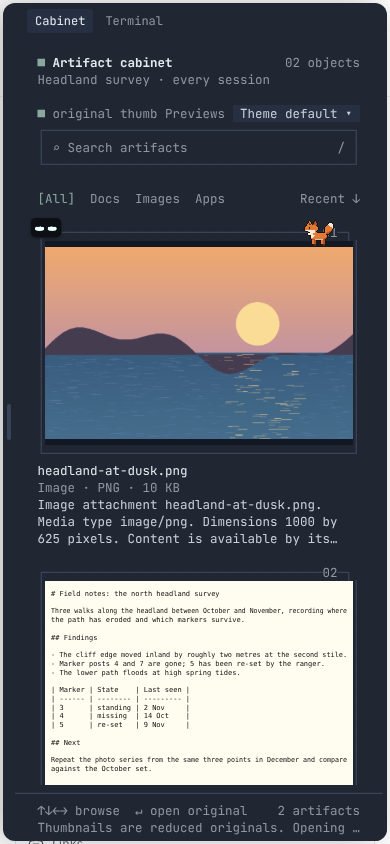 Cabinet Terminal
Artifact cabinet 02 objects
Headland survey · every session
original thumb Previews Theme default ▾
⌕ Search artifacts /
[All] Docs Images Apps Recent ↓
headland-at-dusk.png
Image · PNG · 10 KB
Image attachment headland-at-dusk.png.
Media type image/png. Dimensions 1000 by
625 pixels. Content is available by its…
02
# Field notes: the north headland survey
Three walks along the headland between October and November, recording where
the path has eroded and which markers survive.
## Findings
- The cliff edge moved inland by roughly two metres at the second stile.
- Marker posts 4 and 7 are gone; 5 has been re-set by the ranger.
- The lower path floods at high spring tides.
| Marker | State | Last seen |
| ------ | -------- | --------- |
| 3 | standing | 2 Nov |
| 4 | missing | 14 Oct |
| 5 | re-set | 9 Nov |
## Next
Repeat the photo series from the same three points in December and compare
against the October set.
↑↓←→ browse ↵ open original 2 artifacts
Thumbnails are reduced originals. Opening …